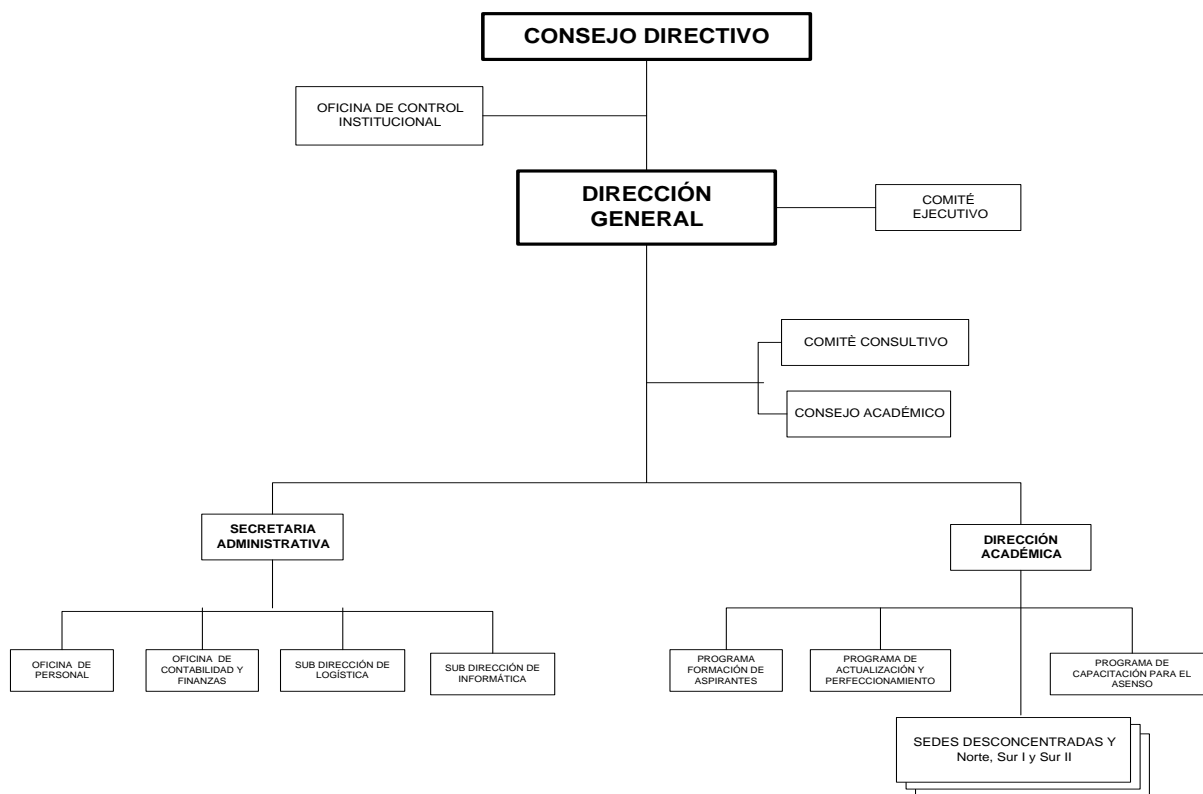 CONSEJO DIRECTIVO
OFICINA DE CONTROL
INSTITUCIONAL
DIRECCIÓN
GENERAL
COMITÉ
EJECUTIVO
COMITÈ CONSULTIVO
CONSEJO ACADÉMICO
SECRETARIA
ADMINISTRATIVA
DIRECCIÓN
ACADÉMICA
OFICINA DE
PERSONAL
OFICINA DE
CONTABILIDAD Y
FINANZAS
SUB DIRECCIÓN DE
LOGÍSTICA
SUB DIRECCIÓN DE
INFORMÁTICA
PROGRAMA
FORMACIÓN DE
ASPIRANTES
PROGRAMA DE
ACTUALIZACIÓN Y
PERFECCIONAMIENTO
PROGRAMA DE
CAPACITACIÓN PARA EL
ASENSO
SEDES DESCONCENTRADAS Y
Norte, Sur I y Sur II